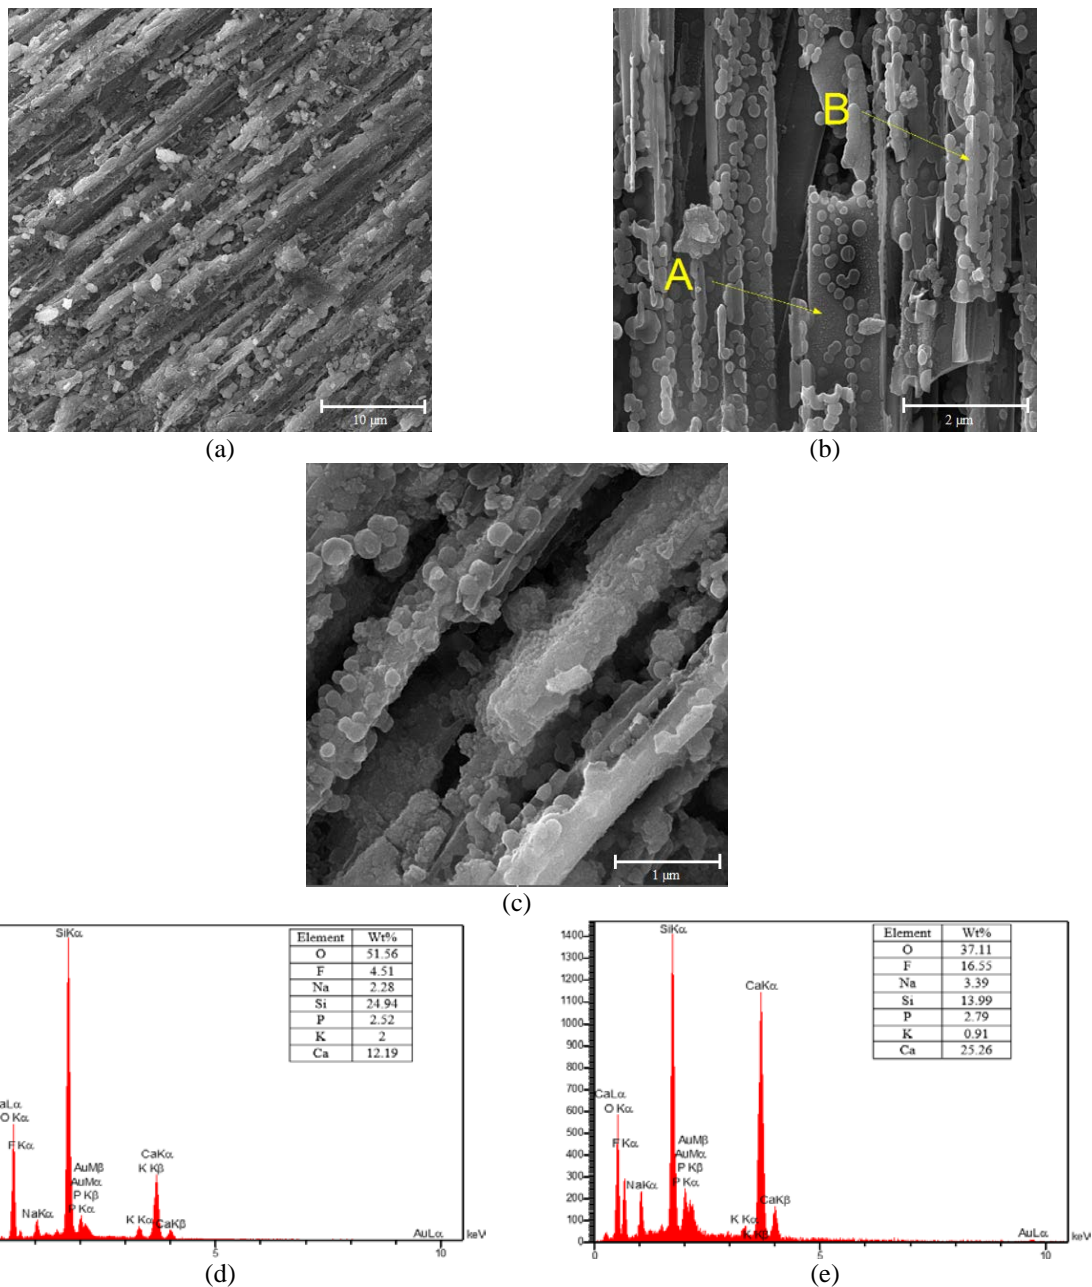 10 µm
(a)
B
A
2 µm
(b)
1 µm
(c)
SiKα
Element Wt%
O 51.56
F 4.51
Na 2.28
Si 24.94
P 2.52
K 2
Ca 12.19
aLα
O Kα
F Kα
NaKα
AuMβ
AuMα
P Kβ
P Kα
CaKα
K Kβ
K Kα
CaKβ
AuLα
5
10
keV
(d)
1400
1300
1200
1100
1000
900
800
700
600
500
400
300
200
100
0
SiKα
Element Wt%
O 37.11
F 16.55
Na 3.39
Si 13.99
P 2.79
K 0.91
Ca 25.26
CaKα
CaLα
O Kα
F Kα
NaKα
AuMβ
AuMα
P Kβ
P Kα
CaKβ
K Kα
K Kβ
AuLα
0
5
10
keV
(e)